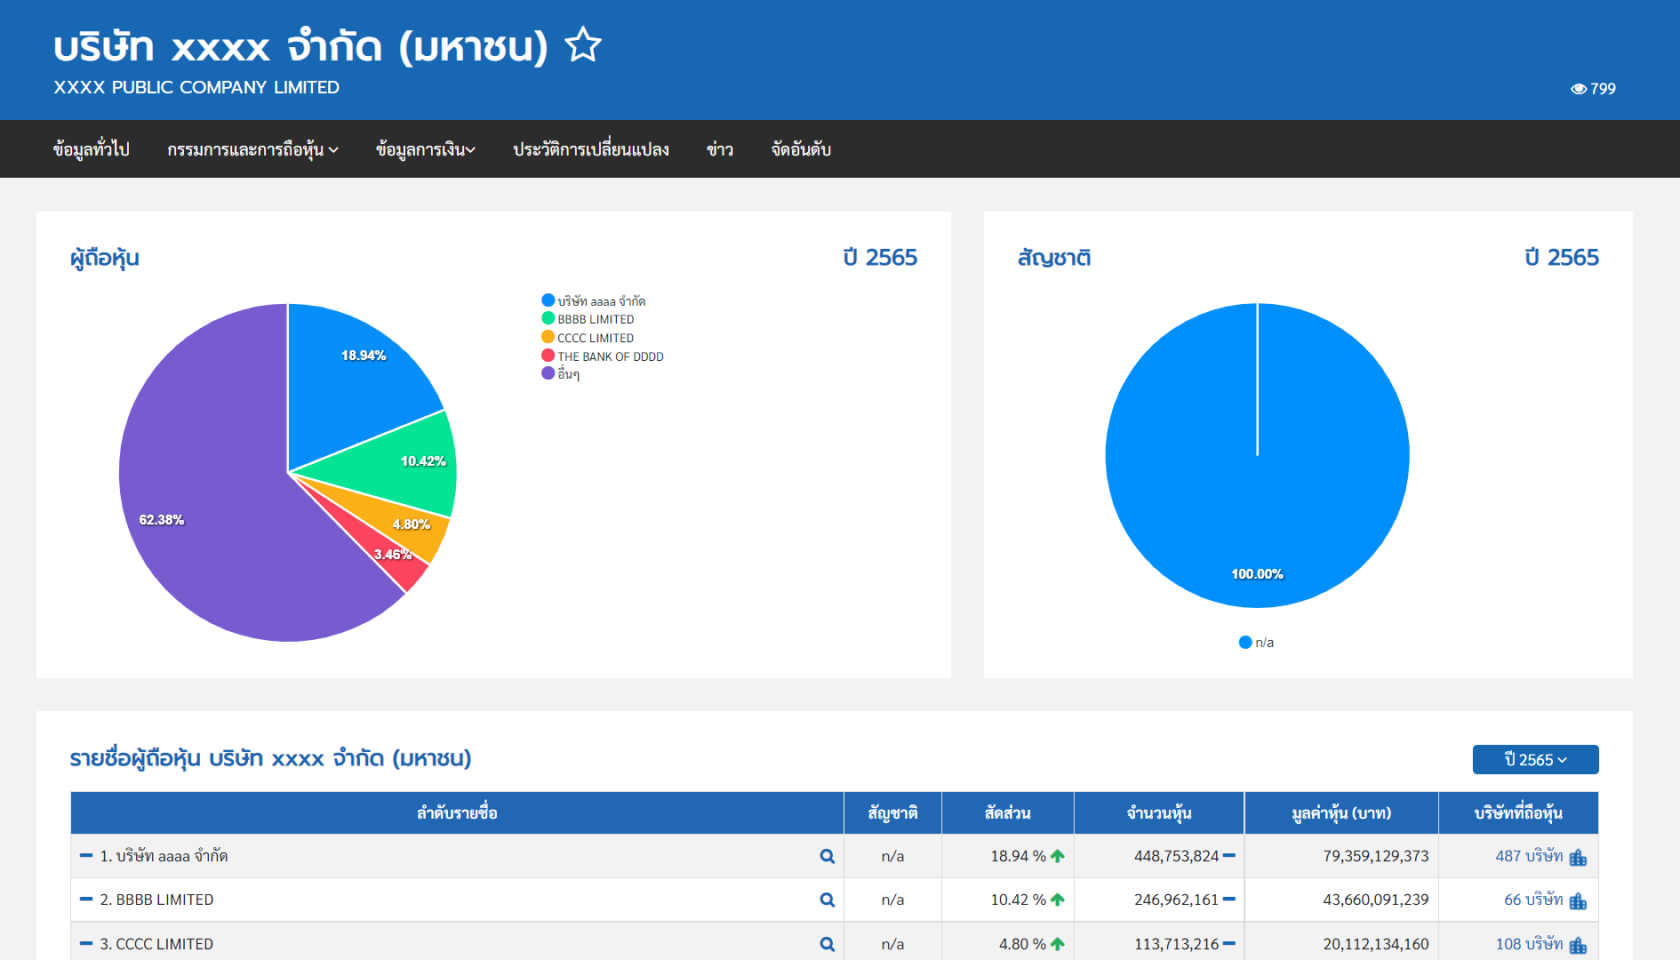 บริษัท xxxx จำกัด (มหาชน)
XXXX PUBLIC COMPANY LIMITED
799
ข้อมูลทั่วไป กรรมการและการถือหุ้น ข้อมูลการเงิน ประวัติการเปลี่ยนแปลง ข่าว จัดอันดับ
ผู้ถือหุ้น ปี 2565
บริษัท aaaa จำกัด
BBBB LIMITED
CCCC LIMITED
THE BANK OF DDDD
อื่นๆ
18.94%
10.42%
4.80%
3.46%
62.38%
สัญชาติ ปี 2565
100.00%
n/a
รายชื่อผู้ถือหุ้น บริษัท xxxx จำกัด (มหาชน)
ปี 2565
ลำดับรายชื่อ สัญชาติ สัดส่วน จำนวนหุ้น มูลค่าหุ้น (บาท) บริษัทที่ถือหุ้น
1. บริษัท aaaa จำกัด n/a 18.94 % 448,753,824 79,359,129,373 487 บริษัท
2. BBBB LIMITED n/a 10.42 % 246,962,161 43,660,091,239 66 บริษัท
3. CCCC LIMITED n/a 4.80 % 113,713,216 20,112,134,160 108 บริษัท